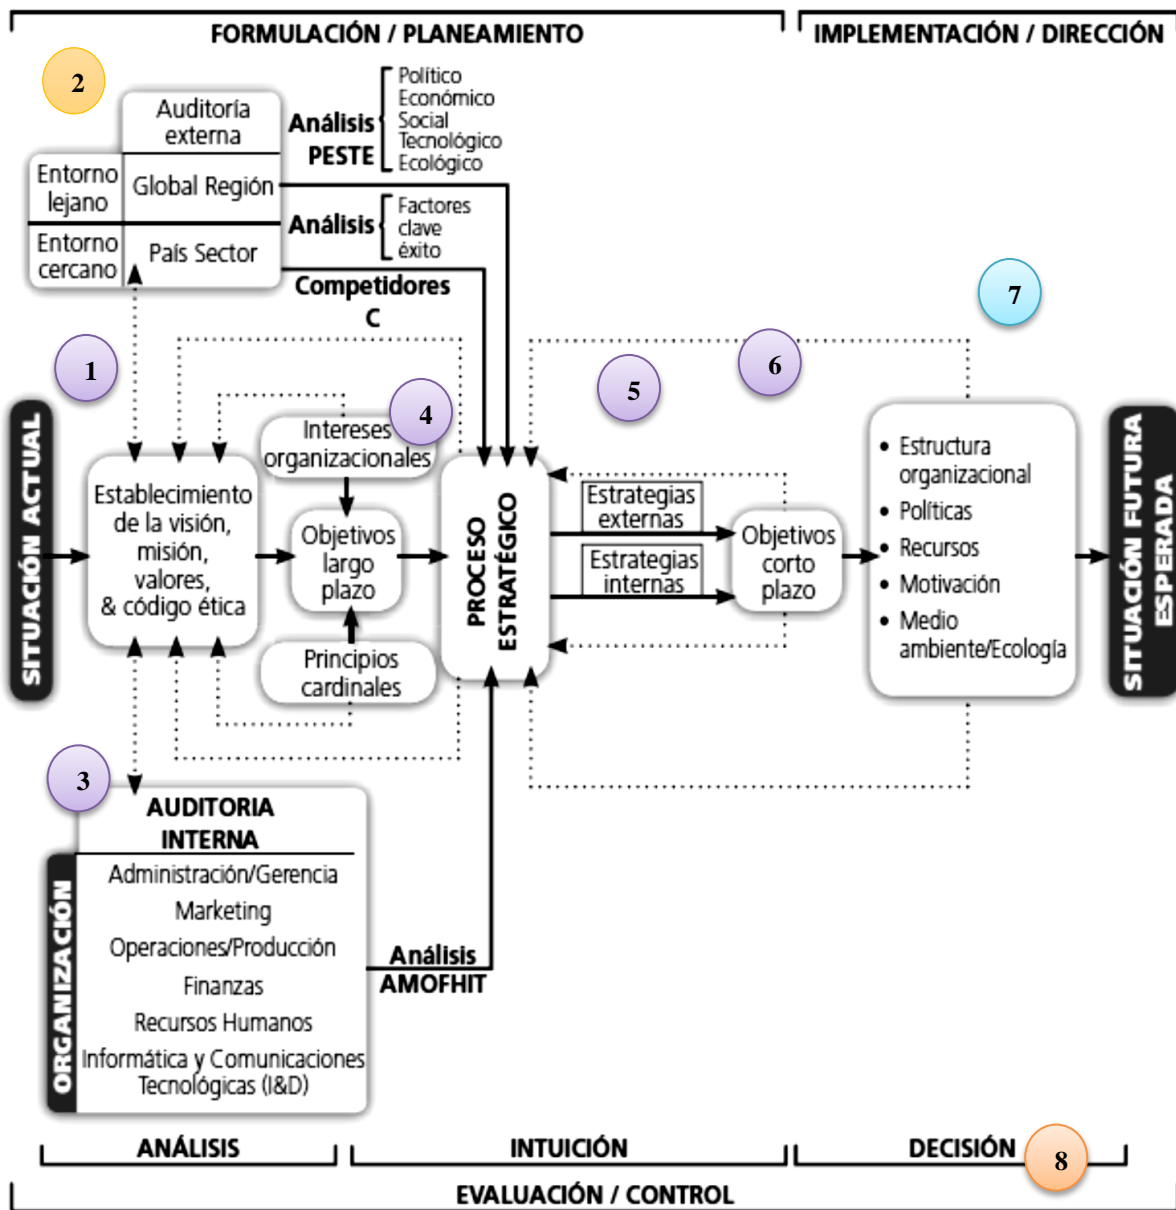 FORMULACIÓN / PLANEAMIENTO
IMPLEMENTACIÓN / DIRECCIÓN
2
Auditoría
externa
Entorno
lejano
Global Región
Entorno
cercano
País Sector
Análisis
PESTE
Político
Económico
Social
Tecnológico
Ecológico
Análisis
Factores
clave
éxito
Competidores
C
1
4
5
6
7
SITUACIÓN ACTUAL
Establecimiento
de la visión,
misión,
valores,
& código ética
Intereses
organizacionales
Objetivos
largo
plazo
Principios
cardinales
PROCESO
ESTRATÉGICO
Estrategias
externas
Estrategias
internas
Objetivos
corto
plazo
• Estructura
organizacional
• Políticas
• Recursos
• Motivación
• Medio
ambiente/Ecología
SITUACIÓN FUTURA
ESPERADA
3
ORGANIZACIÓN
AUDITORIA
INTERNA
Administración/Gerencia
Marketing
Operaciones/Producción
Finanzas
Recursos Humanos
Informática y Comunicaciones
Tecnológicas (I&D)
Análisis
AMOFHIT
ANÁLISIS
INTUICIÓN
DECISIÓN
8
EVALUACIÓN / CONTROL